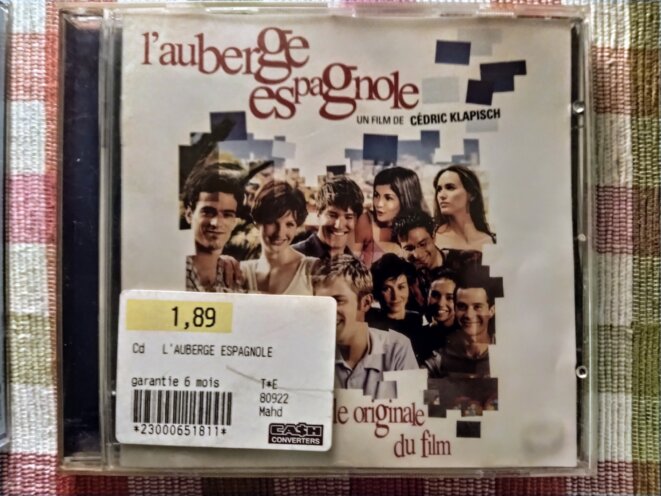 l'auberge
espagnole
UN FILM DE CÉDRIC KLAPISCH
1,89
Cd L'AUBERGE ESPAGNOLE
garantie 6 mois T*E
80922
Mahd
*23000651811*
CASH
CONVERTERS
le originale
du film